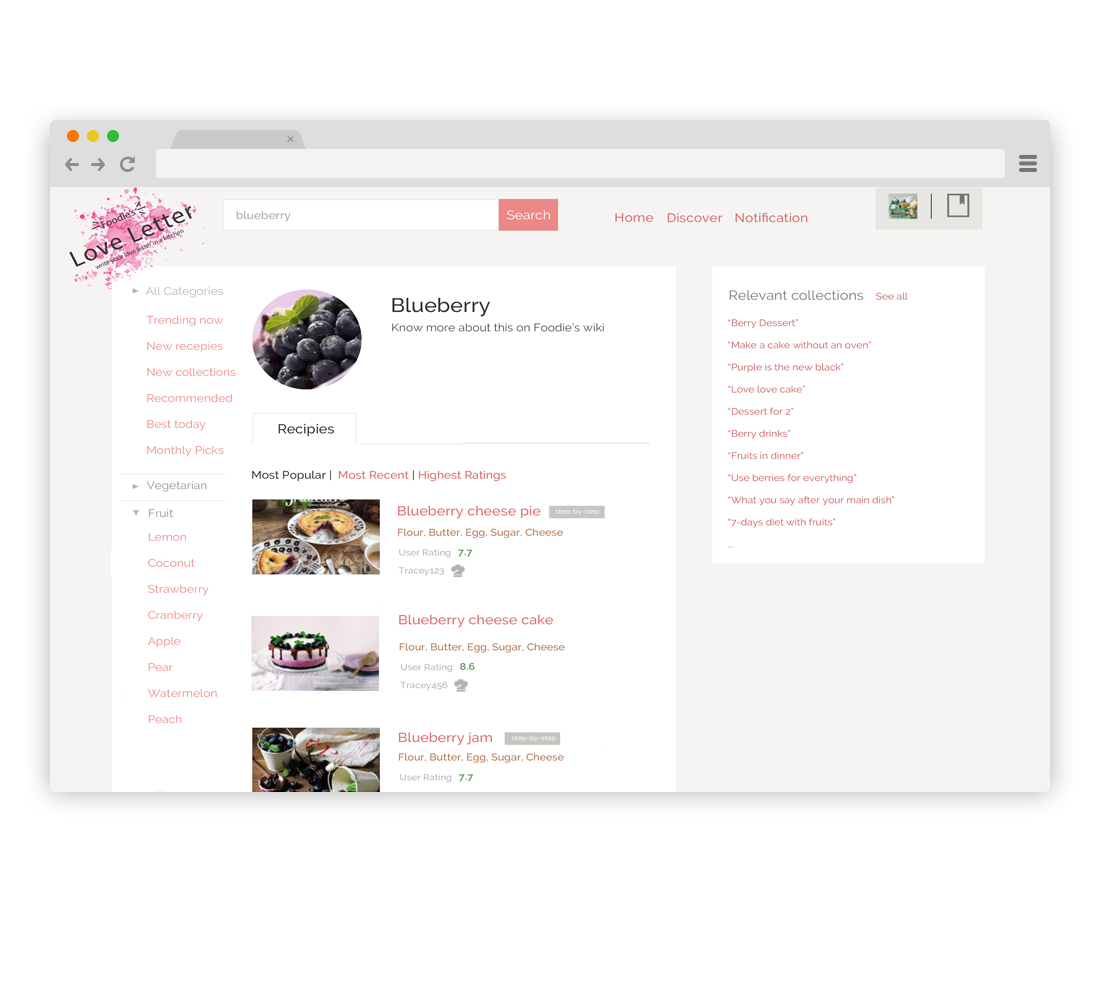 Foodie's
Love Letter
write your love letter in a kitchen
blueberry
Search
Home Discover Notification
All Categories
Trending now
New recepies
New collections
Recommended
Best today
Monthly Picks
Vegetarian
Fruit
Lemon
Coconut
Strawberry
Cranberry
Apple
Pear
Watermelon
Peach
Blueberry
Know more about this on Foodie's wiki
Recipies
Most Popular | Most Recent | Highest Ratings
Blueberry cheese pie step-by-step
Flour, Butter, Egg, Sugar, Cheese
User Rating 7.7
Tracey123
Blueberry cheese cake
Flour, Butter, Egg, Sugar, Cheese
User Rating 8.6
Tracey456
Blueberry jam step-by-step
Flour, Butter, Egg, Sugar, Cheese
User Rating 7.7
Relevant collections See all
"Berry Dessert"
"Make a cake without an oven"
"Purple is the new black"
"Love love cake"
"Dessert for 2"
"Berry drinks"
"Fruits in dinner"
"Use berries for everything"
"What you say after your main dish"
"7-days diet with fruits"
...